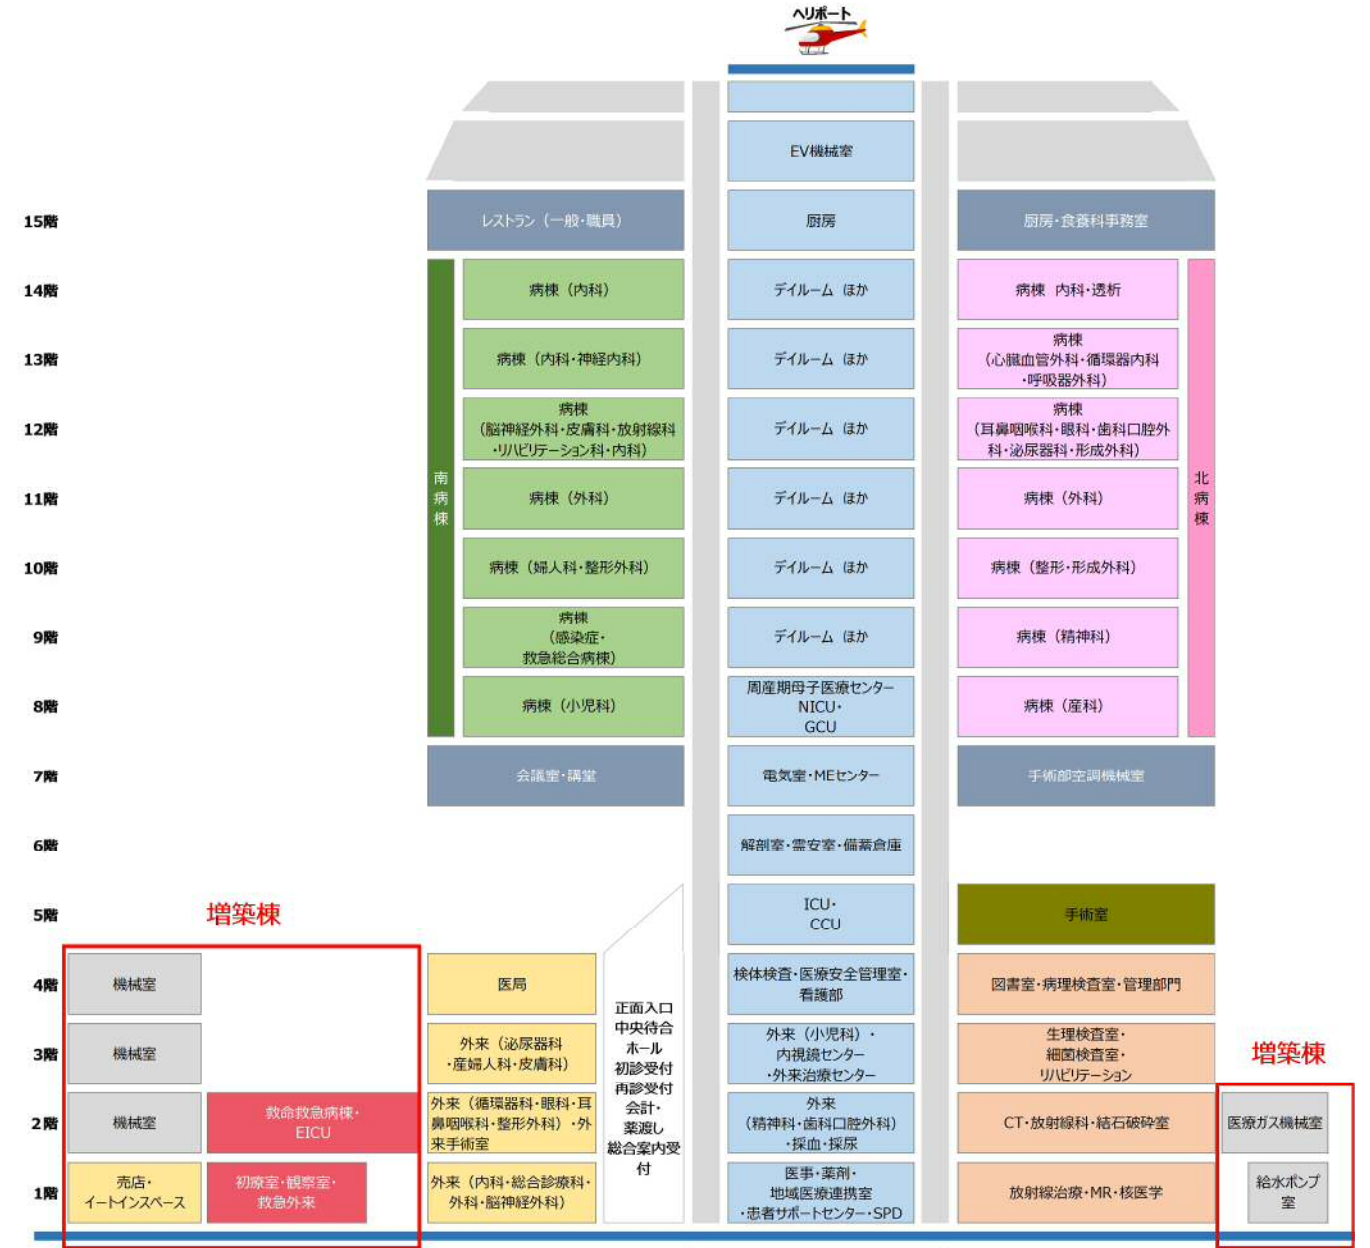 ヘリポート
EV機械室
15階
レストラン（一般・職員）
厨房
厨房・食養科事務室
14階
病棟（内科）
デイルーム ほか
病棟 内科・透析
13階
病棟（内科・神経内科）
デイルーム ほか
病棟
（心臓血管外科・循環器内科
・呼吸器外科）
12階
病棟
（脳神経外科・皮膚科・放射線科
・リハビリテーション科・内科）
デイルーム ほか
病棟
（耳鼻咽喉科・眼科・歯科口腔外
科・泌尿器科・形成外科）
南病棟
北病棟
11階
病棟（外科）
デイルーム ほか
病棟（外科）
10階
病棟（婦人科・整形外科）
デイルーム ほか
病棟（整形・形成外科）
9階
病棟
（感染症・
救急総合病棟）
デイルーム ほか
病棟（精神科）
8階
病棟（小児科）
周産期母子医療センター
NICU・
GCU
病棟（産科）
7階
会議室・講堂
電気室・MEセンター
手術部空調機械室
6階
解剖室・霊安室・備蓄倉庫
5階
増築棟
ICU・
CCU
手術室
4階
機械室
医局
検体検査・医療安全管理室・
看護部
図書室・病理検査室・管理部門
正面入口
中央待合
ホール
初診受付
再診受付
会計・
薬渡し
総合案内受
付
3階
機械室
外来（泌尿器科
・産婦人科・皮膚科）
外来（小児科）・
内視鏡センター
・外来治療センター
生理検査室・
細菌検査室・
リハビリテーション
増築棟
2階
機械室
救命救急病棟・
EICU
外来（循環器科・眼科・耳
鼻咽喉科・整形外科）・外
来手術室
外来
（精神科・歯科口腔外科）
・採血・採尿
CT・放射線科・結石破砕室
医療ガス機械室
1階
売店・
イートインスペース
初療室・観察室・
救急外来
外来（内科・総合診療科・
外科・脳神経外科）
医事・薬剤・
地域医療連携室
・患者サポートセンター・SPD
放射線治療・MR・核医学
給水ポンプ
室